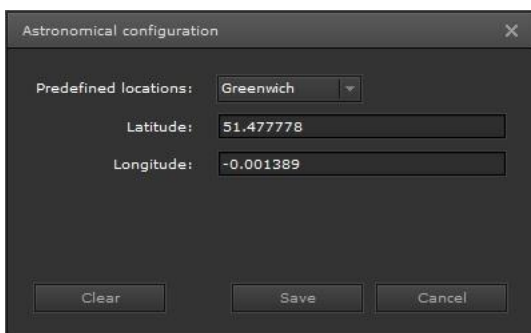 Astronomical configuration
Predefined locations: Greenwich
Latitude: 51.477778
Longitude: -0.001389
Clear Save Cancel